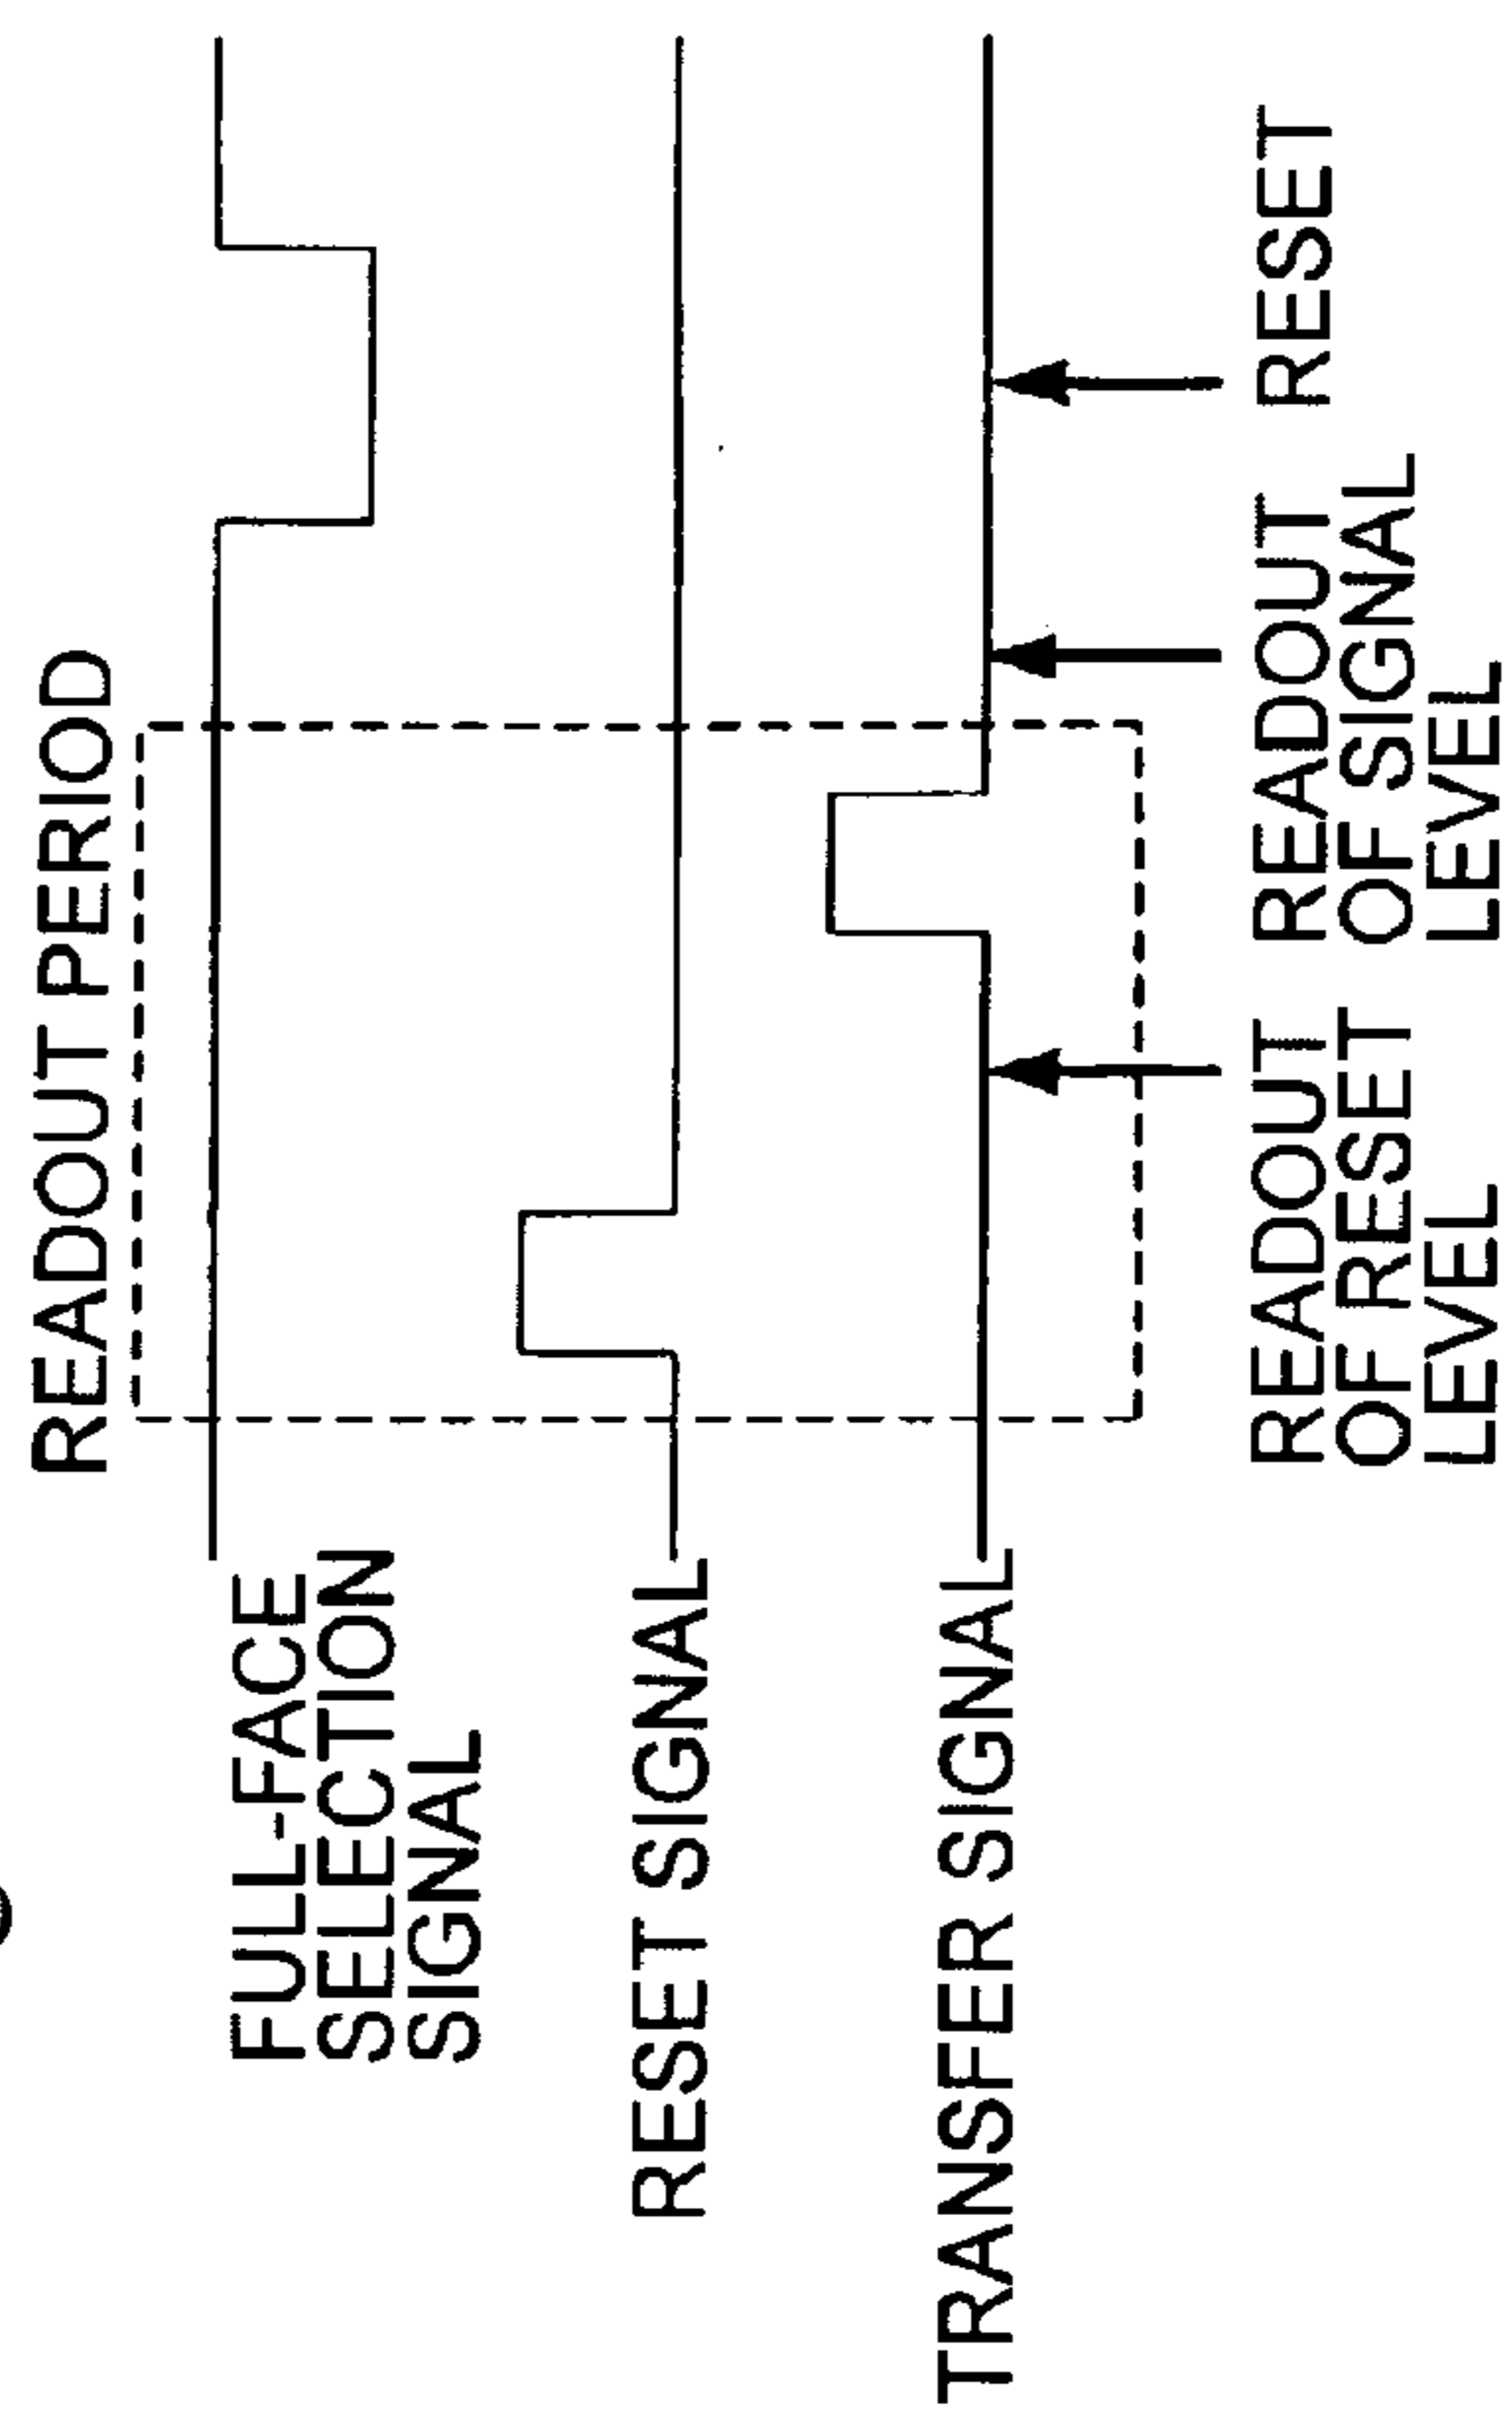 READOUT PERIOD
FULL-FACE
SELECTION
SIGNAL
RESET SIGNAL
TRANSFER SIGNAL
READOUT
OF RESET
LEVEL
READOUT
OF SIGNAL
LEVEL
RESET